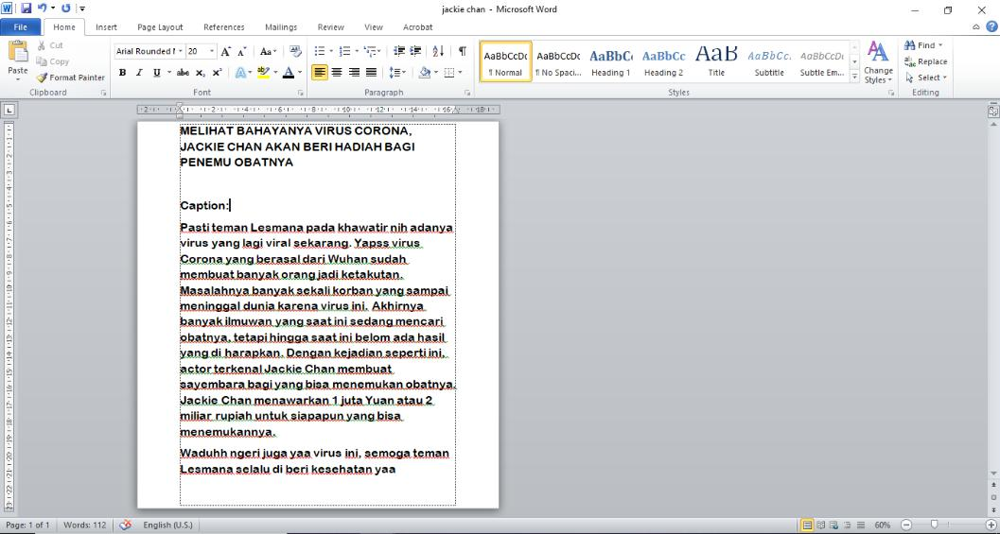 jackie chan - Microsoft Word
File Home Insert Page Layout References Mailings Review View Acrobat
Paste
Cut
Copy
Format Painter
Clipboard
Arial Rounded 20
B I U abc x₂ x² A A
Font
Paragraph
AaBbCcDc AaBbCcDc AaBbC AaBbCc AaB AaBbCc. AaBbCcDc
¶ Normal ¶ No Spaci... Heading 1 Heading 2 Title Subtitle Subtle Em...
Change Styles
Styles
Find
Replace
Select
Editing
MELIHAT BAHAYANYA VIRUS CORONA,
JACKIE CHAN AKAN BERI HADIAH BAGI
PENEMU OBATNYA
Caption:
Pasti teman Lesmana pada khawatir nih adanya
virus yang lagi viral sekarang. Yapss virus
Corona yang berasal dari Wuhan sudah
membuat banyak orang jadi ketakutan.
Masalahnya banyak sekali korban yang sampai
meninggal dunia karena virus ini. Akhirnya
banyak ilmuwan yang saat ini sedang mencari
obatnya, tetapi hingga saat ini belom ada hasil
yang di harapkan. Dengan kejadian seperti ini,
actor terkenal Jackie Chan membuat
sayembara bagi yang bisa menemukan obatnya.
Jackie Chan menawarkan 1 juta Yuan atau 2
miliar rupiah untuk siapapun yang bisa
menemukannya.
Waduhh ngeri juga yaa virus ini, semoga teman
Lesmana selalu di beri kesehatan yaa
Page: 1 of 1 Words: 112 English (U.S.) 60%